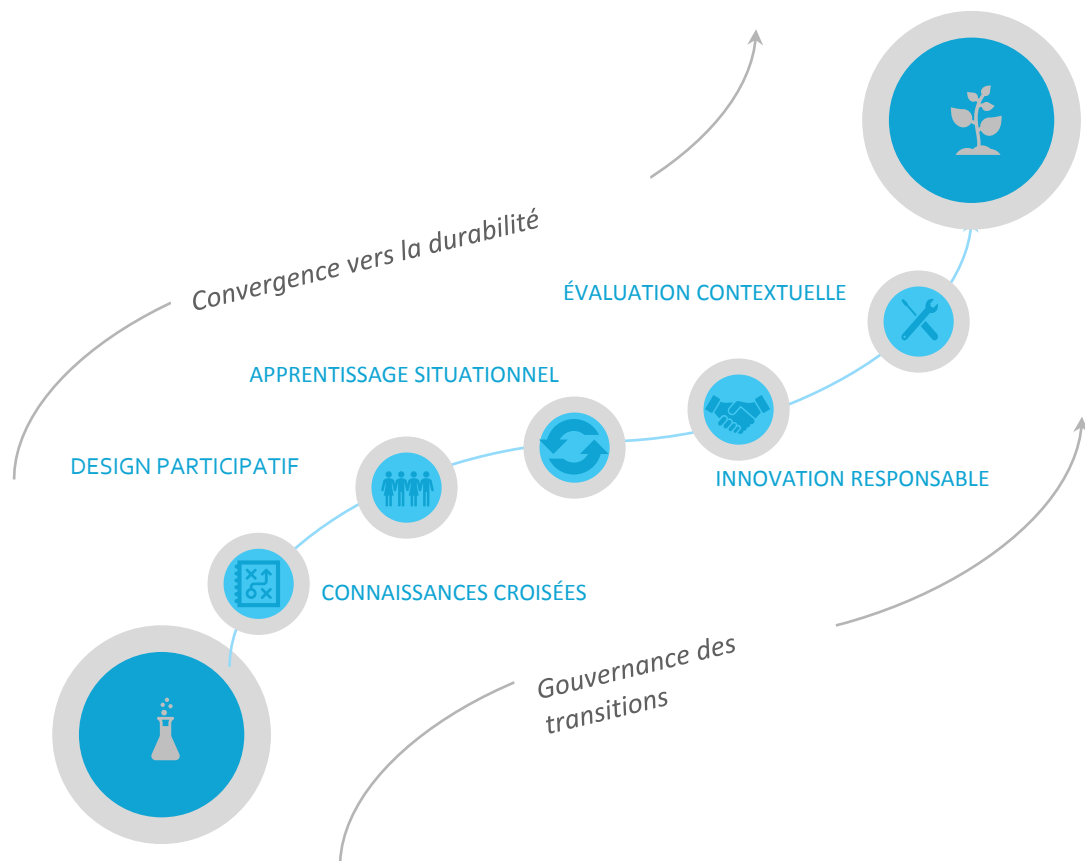 Convergence vers la durabilité
ÉVALUATION CONTEXTUELLE
APPRENTISSAGE SITUATIONNEL
DESIGN PARTICIPATIF
INNOVATION RESPONSABLE
CONNAISSANCES CROISÉES
Gouvernance des
transitions